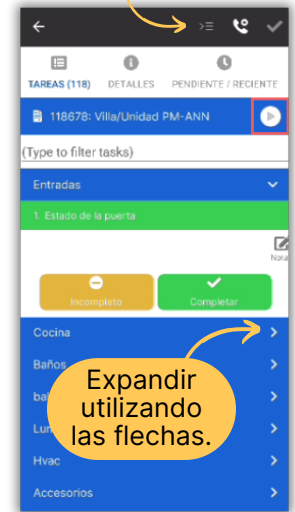 TAREAS (118) DETALLES PENDIENTE / RECIENTE
118678: Villa/Unidad PM-ANN
(Type to filter tasks)
Entradas
1. Estado de la puerta
Nota
Incompleto Completar
Cocina
Baños
Expandir
utilizando
las flechas.
Hvac
Accesorios